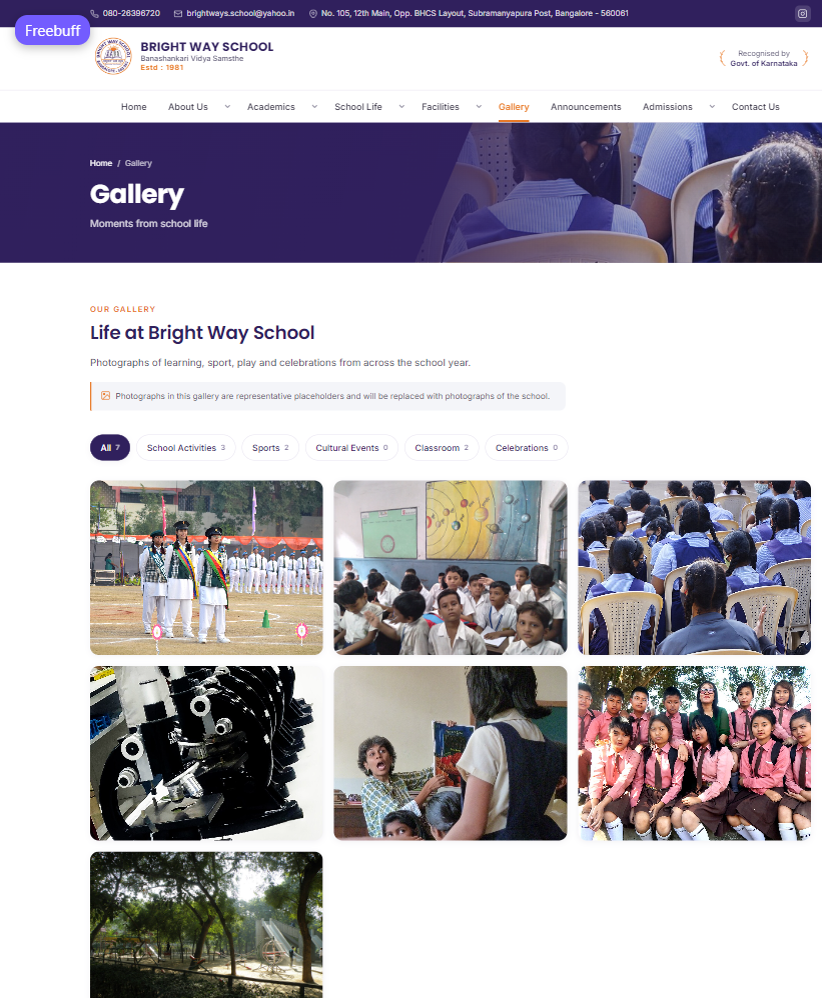 Freebuff
080-26396720
brightways.school@yahoo.in
No. 105, 12th Main, Opp. BHCS Layout, Subramanyapura Post, Bangalore - 560061
BRIGHT WAY SCHOOL
Banashankari Vidya Samsthe
Estd : 1981
Recognised by
Govt. of Karnataka
Home About Us Academics School Life Facilities Gallery Announcements Admissions Contact Us
Home / Gallery
Gallery
Moments from school life
OUR GALLERY
Life at Bright Way School
Photographs of learning, sport, play and celebrations from across the school year.
Photographs in this gallery are representative placeholders and will be replaced with photographs of the school.
All 7 School Activities 3 Sports 2 Cultural Events 0 Classroom 2 Celebrations 0